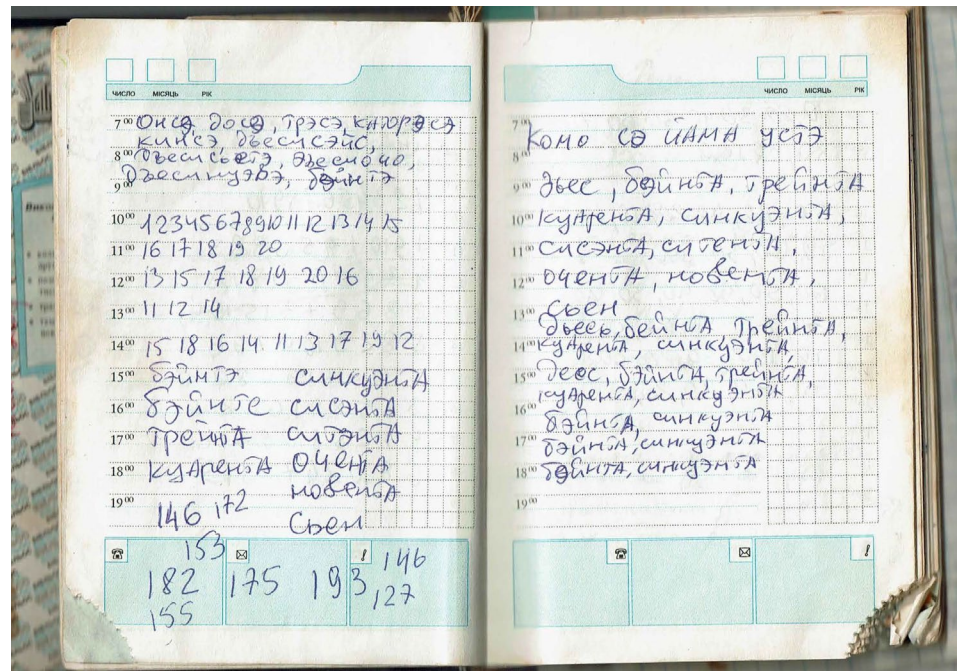 число місяць рік
7⁰⁰ Онсэ, досэ, трэсэ, каторсэ
кинсэ, дьесисэйс,
8⁰⁰ дьесисьетэ, дьесиочо,
дьесинуэвэ, бэйнтэ
9⁰⁰
10⁰⁰ 1 2 3 4 5 6 7 8 9 10 11 12 13 14 15
11⁰⁰ 16 17 18 19 20
12⁰⁰ 13 15 17 18 19 20 16
13⁰⁰ 11 12 14
14⁰⁰ 15 18 16 14 11 13 17 19 12
15⁰⁰ бэйнтэ синкуэнтА
16⁰⁰ бэйнте сисэнтА
17⁰⁰ трейнтА ситэнтА
18⁰⁰ куАрентА ОчентА
новентА
19⁰⁰ 146 172 Сьен
153
182 175 193 146
155 127
число місяць рік
7⁰⁰ Комо сэ йАмА устэ
8⁰⁰
9⁰⁰ дьес, бэйнтА, трейнтА
10⁰⁰ куАрентА, синкуэнтА,
11⁰⁰ сисэнтА, ситентА,
12⁰⁰ очентА, новентА,
13⁰⁰ сьен
дьесь, бейнтА, трейнтА,
14⁰⁰ куАрентА, синкуэнтА,
15⁰⁰ деес, бэйнтА, трейнтА,
куАрентА, синкуэнтА
16⁰⁰ бэйнтА, синкуэнтА
17⁰⁰ бэйнтА, синкуэнтА
18⁰⁰ бэйнтА, синкуэнтА
19⁰⁰